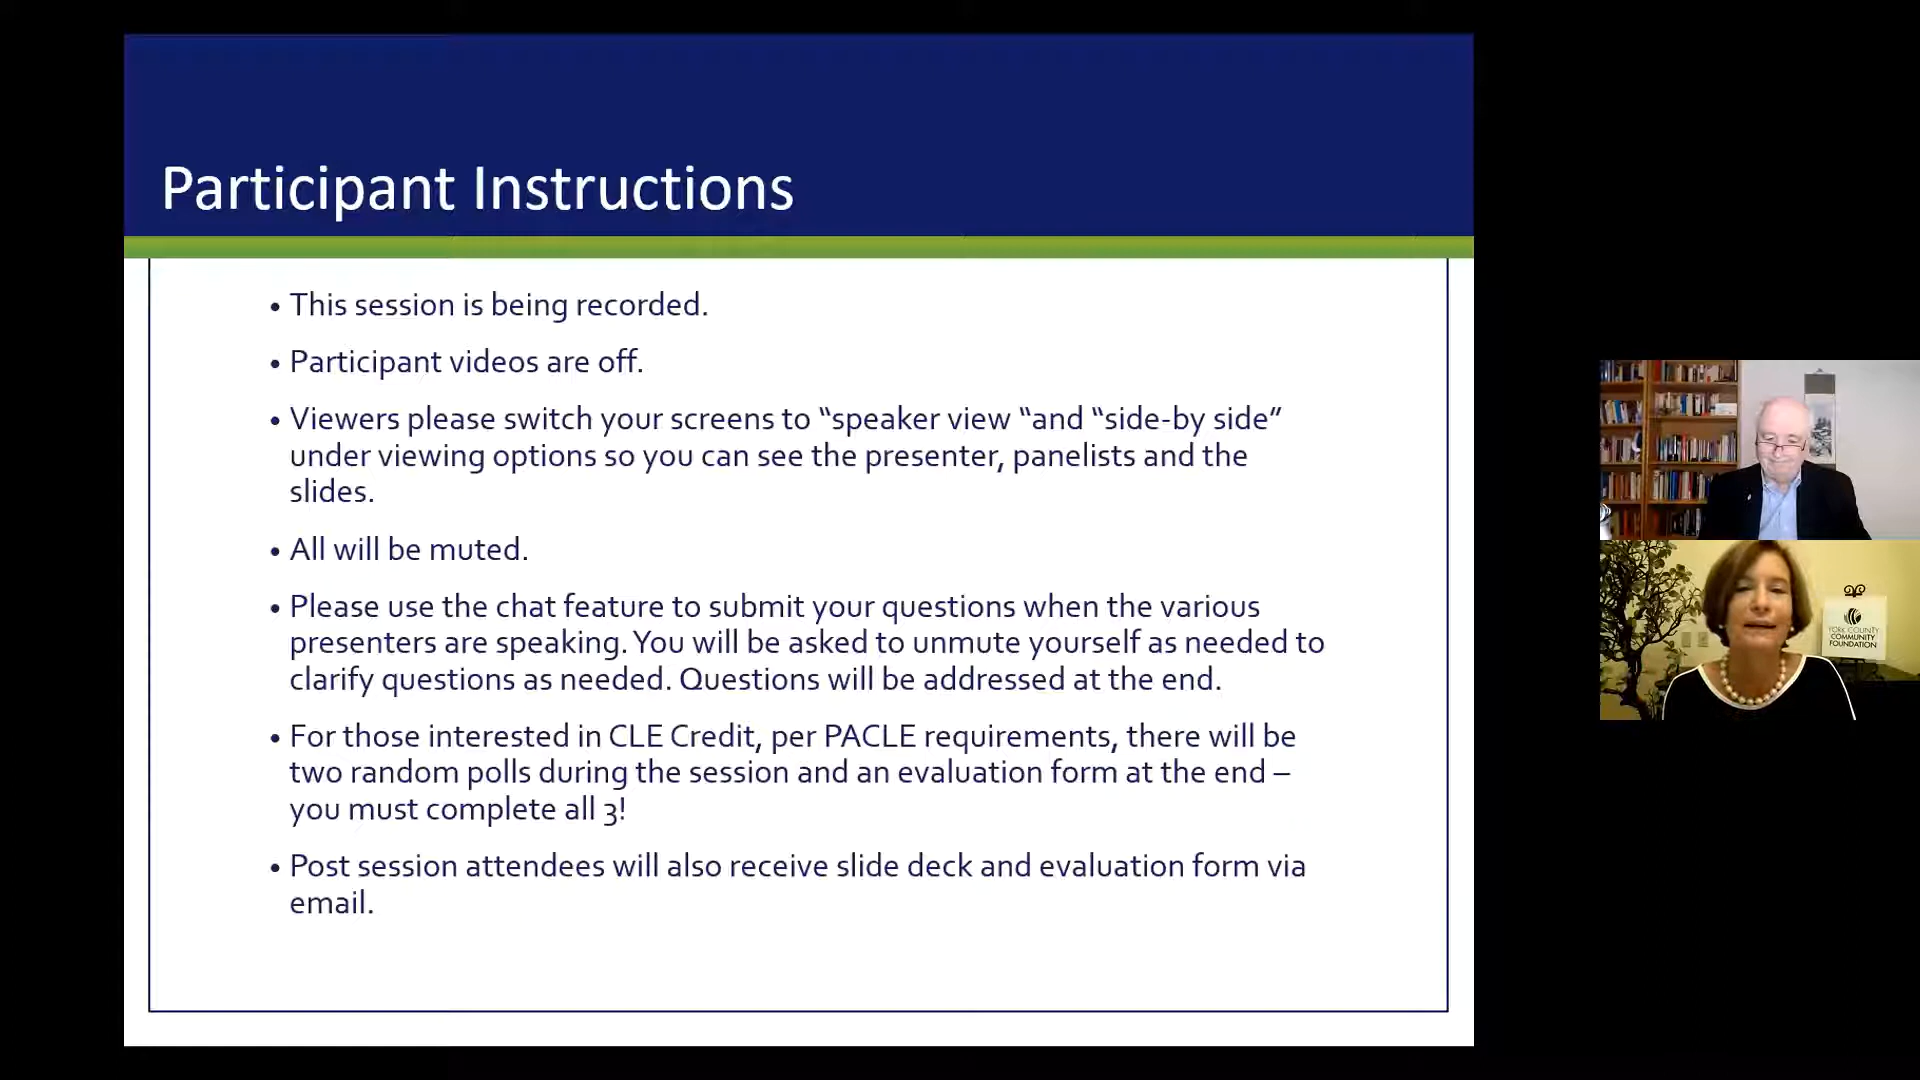 Participant Instructions
• This session is being recorded.
• Participant videos are off.
• Viewers please switch your screens to “speaker view “and “side-by side”
under viewing options so you can see the presenter, panelists and the
slides.
• All will be muted.
• Please use the chat feature to submit your questions when the various
presenters are speaking. You will be asked to unmute yourself as needed to
clarify questions as needed. Questions will be addressed at the end.
• For those interested in CLE Credit, per PACLE requirements, there will be
two random polls during the session and an evaluation form at the end –
you must complete all 3!
• Post session attendees will also receive slide deck and evaluation form via
email.
YORK COUNTY
COMMUNITY
FOUNDATION